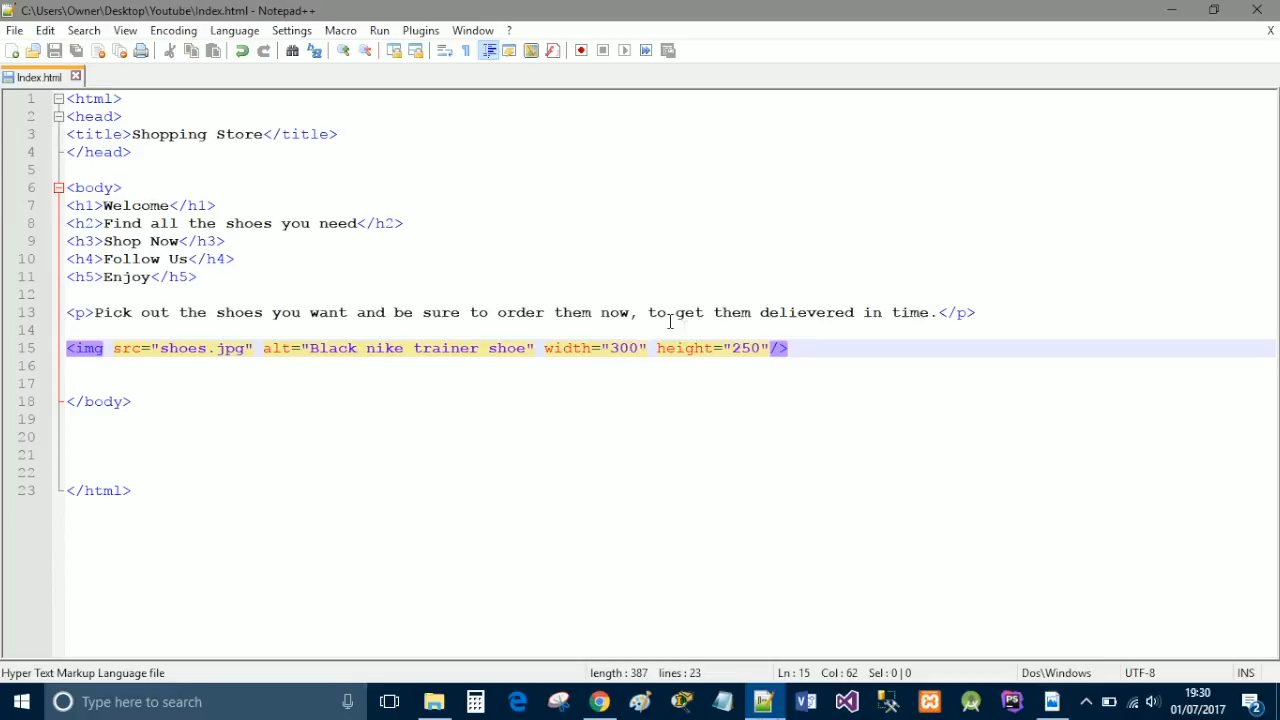 C:\Users\Owner\Desktop\Youtube\Index.html - Notepad++
File Edit Search View Encoding Language Settings Macro Run Plugins Window ? X
Index.html
1 <html>
2 <head>
3 <title>Shopping Store</title>
4 </head>
5
6 <body>
7 <h1>Welcome</h1>
8 <h2>Find all the shoes you need</h2>
9 <h3>Shop Now</h3>
10 <h4>Follow Us</h4>
11 <h5>Enjoy</h5>
12
13 <p>Pick out the shoes you want and be sure to order them now, to get them delievered in time.</p>
14
15 <img src="shoes.jpg" alt="Black nike trainer shoe" width="300" height="250"/>
16
17
18 </body>
19
20
21
22
23 </html>
Hyper Text Markup Language file length : 387 lines : 23 Ln : 15 Col : 62 Sel : 0 | 0 Dos\Windows UTF-8 INS
Type here to search 19:30
01/07/2017 2